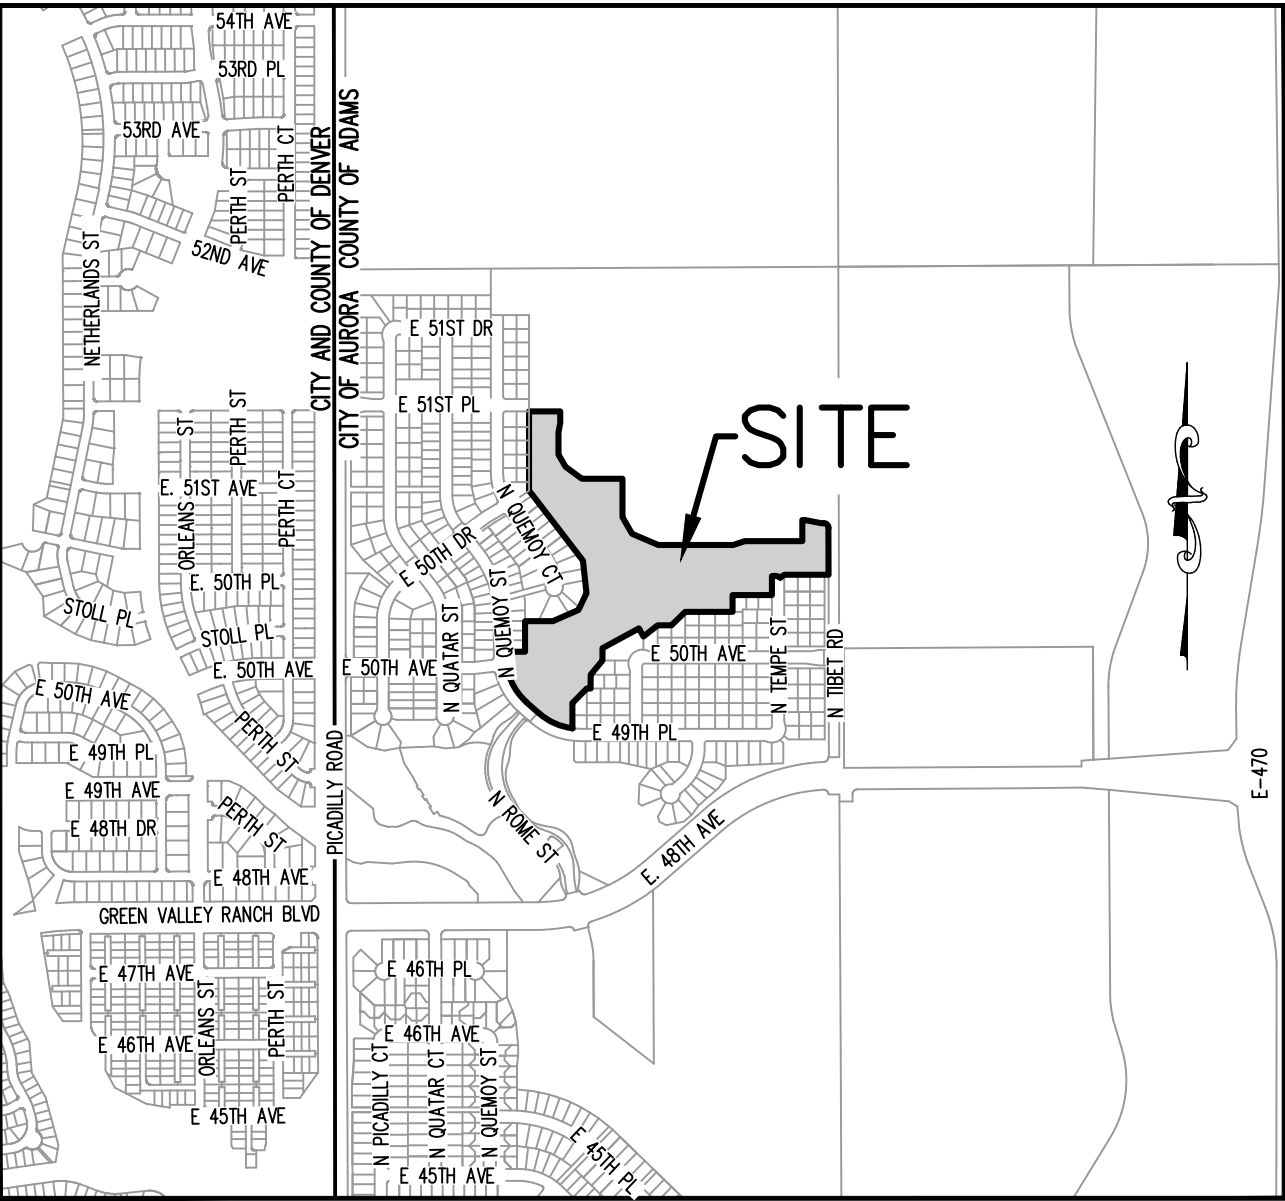 54TH AVE
53RD PL
53RD AVE
PERTH CT
PERTH ST
52ND AVE
NETHERLANDS ST
CITY AND COUNTY OF DENVER
CITY OF AURORA COUNTY OF ADAMS
E 51ST DR
E 51ST PL
SITE
ORLEANS ST
PERTH ST
E. 51ST AVE
PERTH CT
N QUEMOY CT
E 50TH DR
E. 50TH PL
STOLL PL
STOLL PL
N QUEMOY ST
N QUATAR ST
E. 50TH AVE
E 50TH AVE
E 50TH AVE
N TEMPE ST
N TIBET RD
E 50TH AVE
PERTH ST
E 49TH PL
E 49TH PL
PICADILLY ROAD
E-470
E 49TH AVE
E 48TH DR
PERTH ST
N ROME ST
E. 48TH AVE
E 48TH AVE
GREEN VALLEY RANCH BLVD
E 47TH AVE
E 46TH PL
ORLEANS ST
PERTH ST
E 46TH AVE
E 46TH AVE
N PICADILLY CT
N QUATAR CT
N QUEMOY ST
E 45TH AVE
E 45TH PL
E 45TH AVE